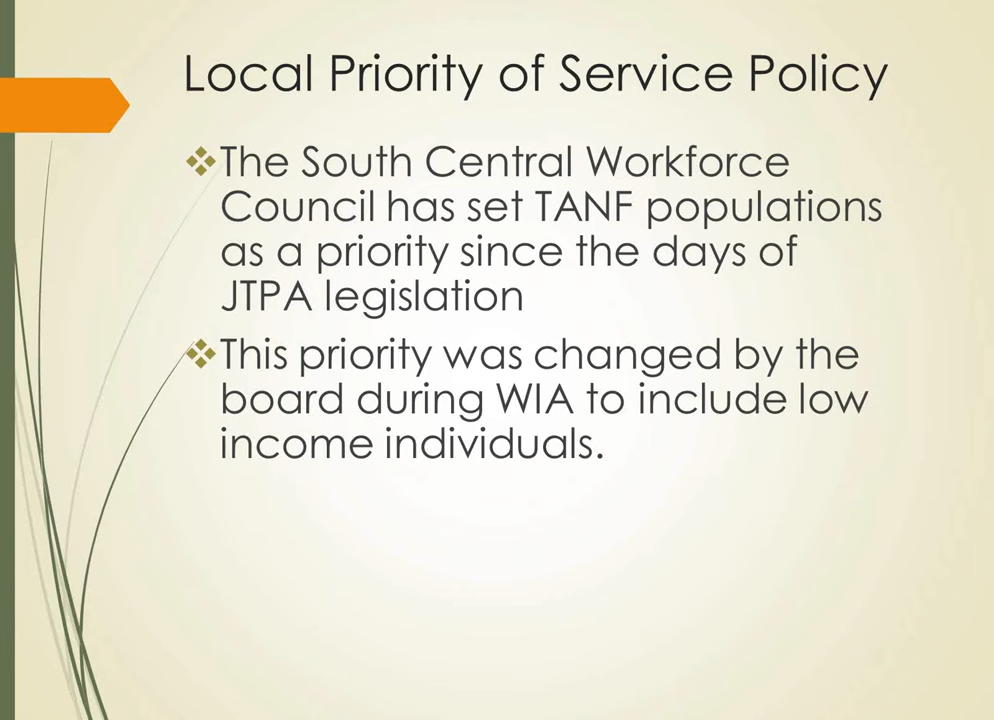 Local Priority of Service Policy
The South Central Workforce
Council has set TANF populations
as a priority since the days of
JTPA legislation
This priority was changed by the
board during WIA to include low
income individuals.